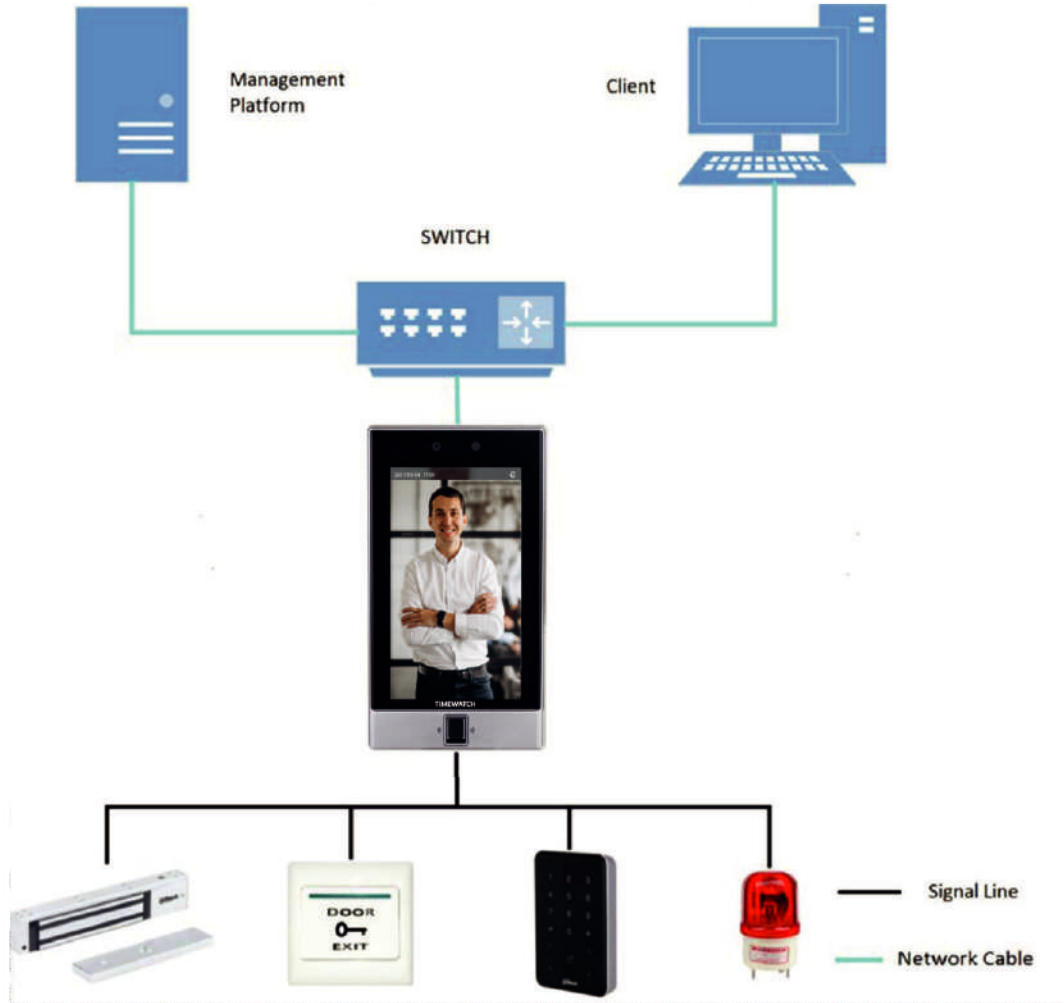 Management
Platform
Client
SWITCH
TIMEWATCH
DOOR
EXIT
Signal Line
Network Cable